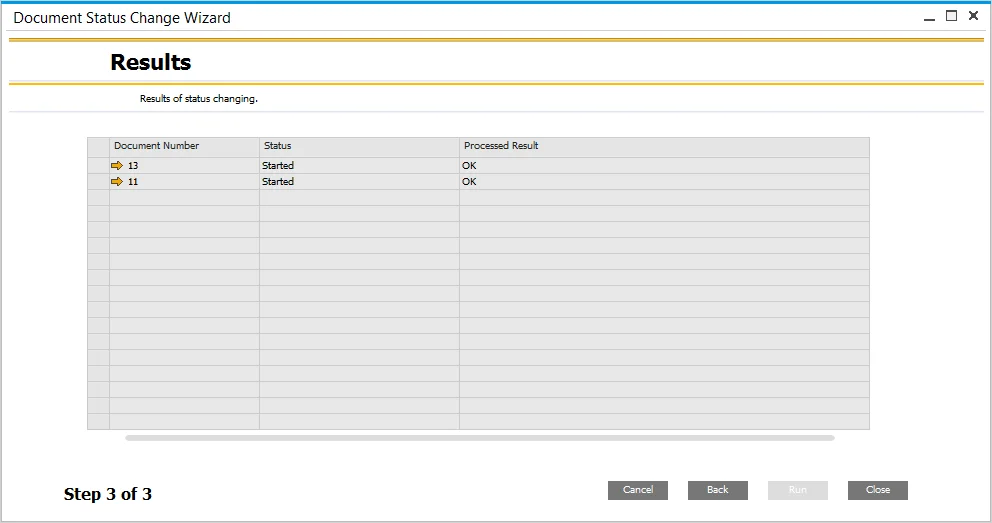 Document Status Change Wizard
Results
Results of status changing.
Document Number Status Processed Result
13 Started OK
11 Started OK
Step 3 of 3 Cancel Back Run Close